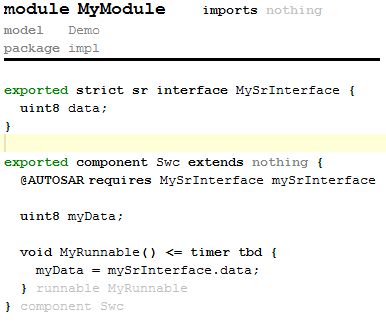 module MyModule imports nothing
model Demo
package impl
exported strict sr interface MySrInterface {
uint8 data;
}
exported component Swc extends nothing {
@AUTOSAR requires MySrInterface mySrInterface
uint8 myData;
void MyRunnable() <= timer tbd {
myData = mySrInterface.data;
} runnable MyRunnable
} component Swc